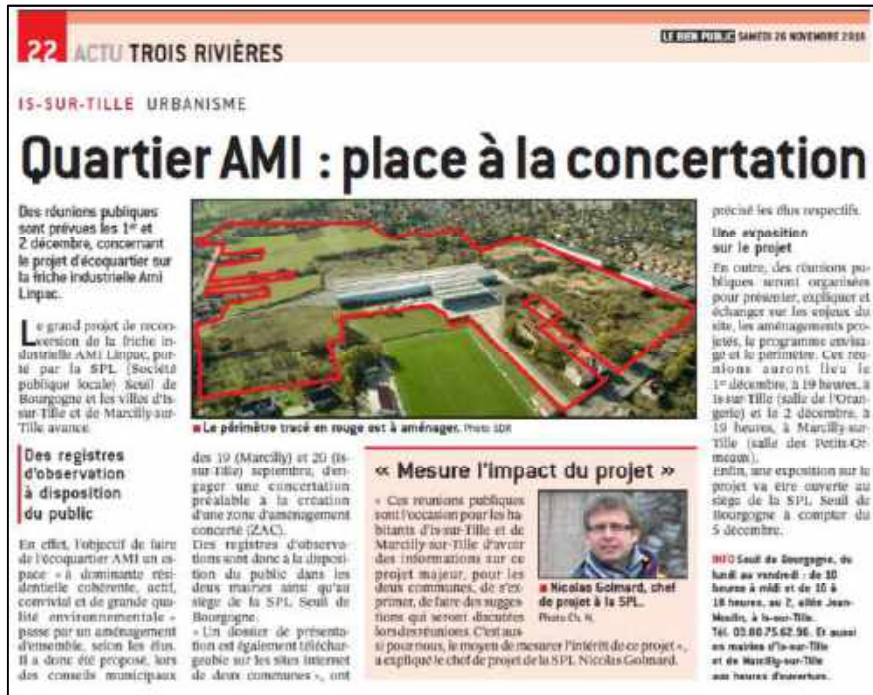 22 ACTU TROIS RIVIÈRES
LE BIEN PUBLIC SAMEDI 26 NOVEMBRE 2016
IS-SUR-TILLE URBANISME
Quartier AMI : place à la concertation
Des réunions publiques
sont prévues les 1er et
2 décembre, concernant
le projet d'écoquartier sur
la friche industrielle Ami
Linpac.
Le grand projet de recon-
version de la friche in-
dustrielle AMI Linpac, por-
té par la SPL (Société
publique locale) Seuil de
Bourgogne et les villes d'Is-
sur-Tille et de Marcilly-sur-
Tille avance.
Des registres
d'observation
à disposition
du public
En effet, l'objectif de faire
de l'écoquartier AMI un es-
pace « à dominante rési-
dentielle cohérente, actif,
convivial et de grande qua-
lité environnementale »
passe par un aménagement
d'ensemble, selon les élus.
Il a donc été proposé, lors
des conseils municipaux
■ Le périmètre tracé en rouge est à aménager. Photo SDR
des 19 (Marcilly) et 20 (Is-
sur-Tille) septembre, d'en-
gager une concertation
préalable à la création
d'une zone d'aménagement
concerté (ZAC).
Des registres d'observa-
tions sont donc à la disposi-
tion du public dans les
deux mairies ainsi qu'au
siège de la SPL Seuil de
Bourgogne.
« Un dossier de présenta-
tion est également téléchar-
geable sur les sites internet
de deux communes », ont
« Mesure l'impact du projet »
« Ces réunions publiques
sont l'occasion pour les ha-
bitants d'Is-sur-Tille et de
Marcilly-sur-Tille d'avoir
des informations sur ce
projet majeur, pour les
deux communes, de s'ex-
primer, de faire des sugges-
tions qui seront discutées
lors des réunions. C'est aus-
si pour nous, le moyen de mesurer l'intérêt de ce projet »,
a expliqué le chef de projet de la SPL Nicolas Goimard.
■ Nicolas Goimard, chef
de projet à la SPL.
Photo Ch. N.
précisé les élus respectifs.
Une exposition
sur le projet
En outre, des réunions pu-
bliques seront organisées
pour présenter, expliquer et
échanger sur les enjeux du
site, les aménagements pro-
jetés, le programme envisa-
gé et le périmètre. Ces réu-
nions auront lieu le
1er décembre, à 19 heures, à
Is-sur-Tille (salle de l'Oran-
gerie) et le 2 décembre, à
19 heures, à Marcilly-sur-
Tille (salle des Petits-Or-
meaux).
Enfin, une exposition sur le
projet va être ouverte au
siège de la SPL Seuil de
Bourgogne à compter du
5 décembre.
INFO Seuil de Bourgogne, du
lundi au vendredi : de 10
heures à midi et de 16 à
18 heures, au 2, allée Jean-
Moulin, à Is-sur-Tille.
Tél. 03.80.75.62.96. Et aussi
en mairies d'Is-sur-Tille
et de Marcilly-sur-Tille
aux heures d'ouverture.